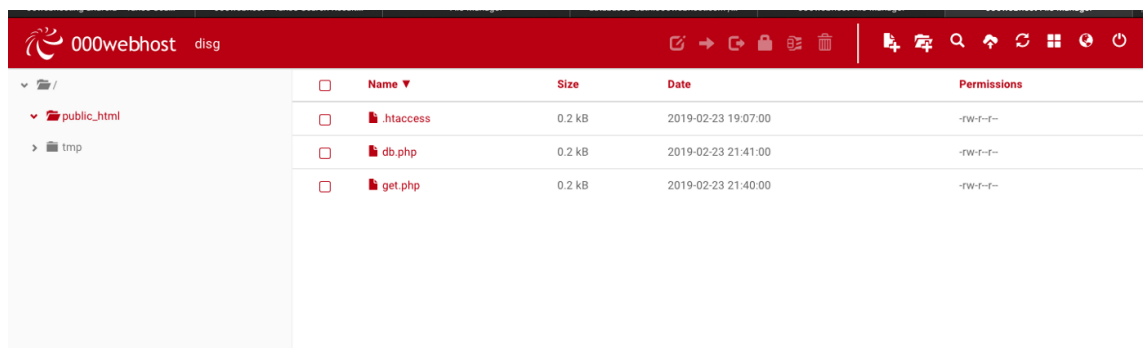 000webhost disg
/
public_html
tmp
Name ▼ Size Date Permissions
.htaccess 0.2 kB 2019-02-23 19:07:00 -rw-r--r--
db.php 0.2 kB 2019-02-23 21:41:00 -rw-r--r--
get.php 0.2 kB 2019-02-23 21:40:00 -rw-r--r--